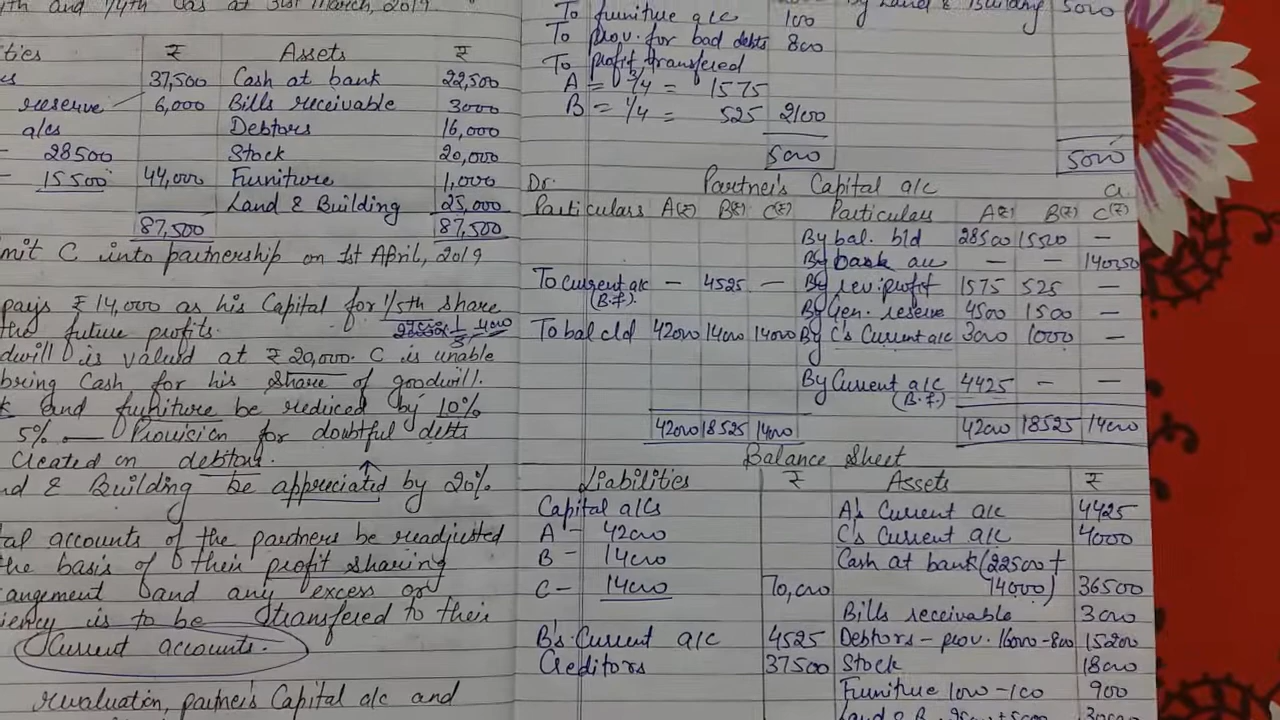 and 1/4th as at 31st March, 2019
ties ₹ Assets ₹
37,500 Cash at bank 22,500
reserve 6,000 Bills receivable 3000
a/cs Debtors 16,000
- 28500 Stock 20,000
- 15500 44,000 Furniture 1,000
Land & Building 25,000
87,500 87,500
mit C into partnership on 1st April, 2019
pays ₹ 14,000 as his Capital for 1/5th share
the future profits.
dwill is valued at ₹ 20,000. C is unable
bring Cash for his share of goodwill.
and furniture be reduced by 10%
5% — Provision for doubtful debts
created on debtors.
nd & Building be appreciated by 20%
tal accounts of the partners be readjusted
the basis of their profit sharing
angement and any excess or
iency is to be transfered to their
Current accounts.
revaluation, partner's Capital a/c and
To furniture a/c 100 By Land & Building 5000
To prov. for bad debts 800
To profit transfered
A = 3/4 = 1575
B = 1/4 = 525 2100
5000 5000
Dr. Partner's Capital a/c Cr.
Particulars A(₹) B(₹) C(₹) Particulars A(₹) B(₹) C(₹)
By bal. b/d 28500 15500 —
By bank a/c — — 14000
To Current a/c — 4525 — By rev. profit 1575 525 —
(B.f.) By Gen. reserve 4500 1500 —
To bal c/d 42000 14000 14000 By C's Current a/c 3000 1000 —
By Current a/c 4425 — —
(B.f.)
42000 18525 14000 42000 18525 14000
Balance Sheet
Liabilities ₹ Assets ₹
Capital a/cs A's Current a/c 4425
A - 42000 C's Current a/c 4000
B - 14000 Cash at bank (22500+
C - 14000 70,000 14000) 36500
Bills receivable 3000
B's Current a/c 4525 Debtors - prov. 16000-800 15200
Creditors 37500 Stock 18000
Furniture 1000-100 900